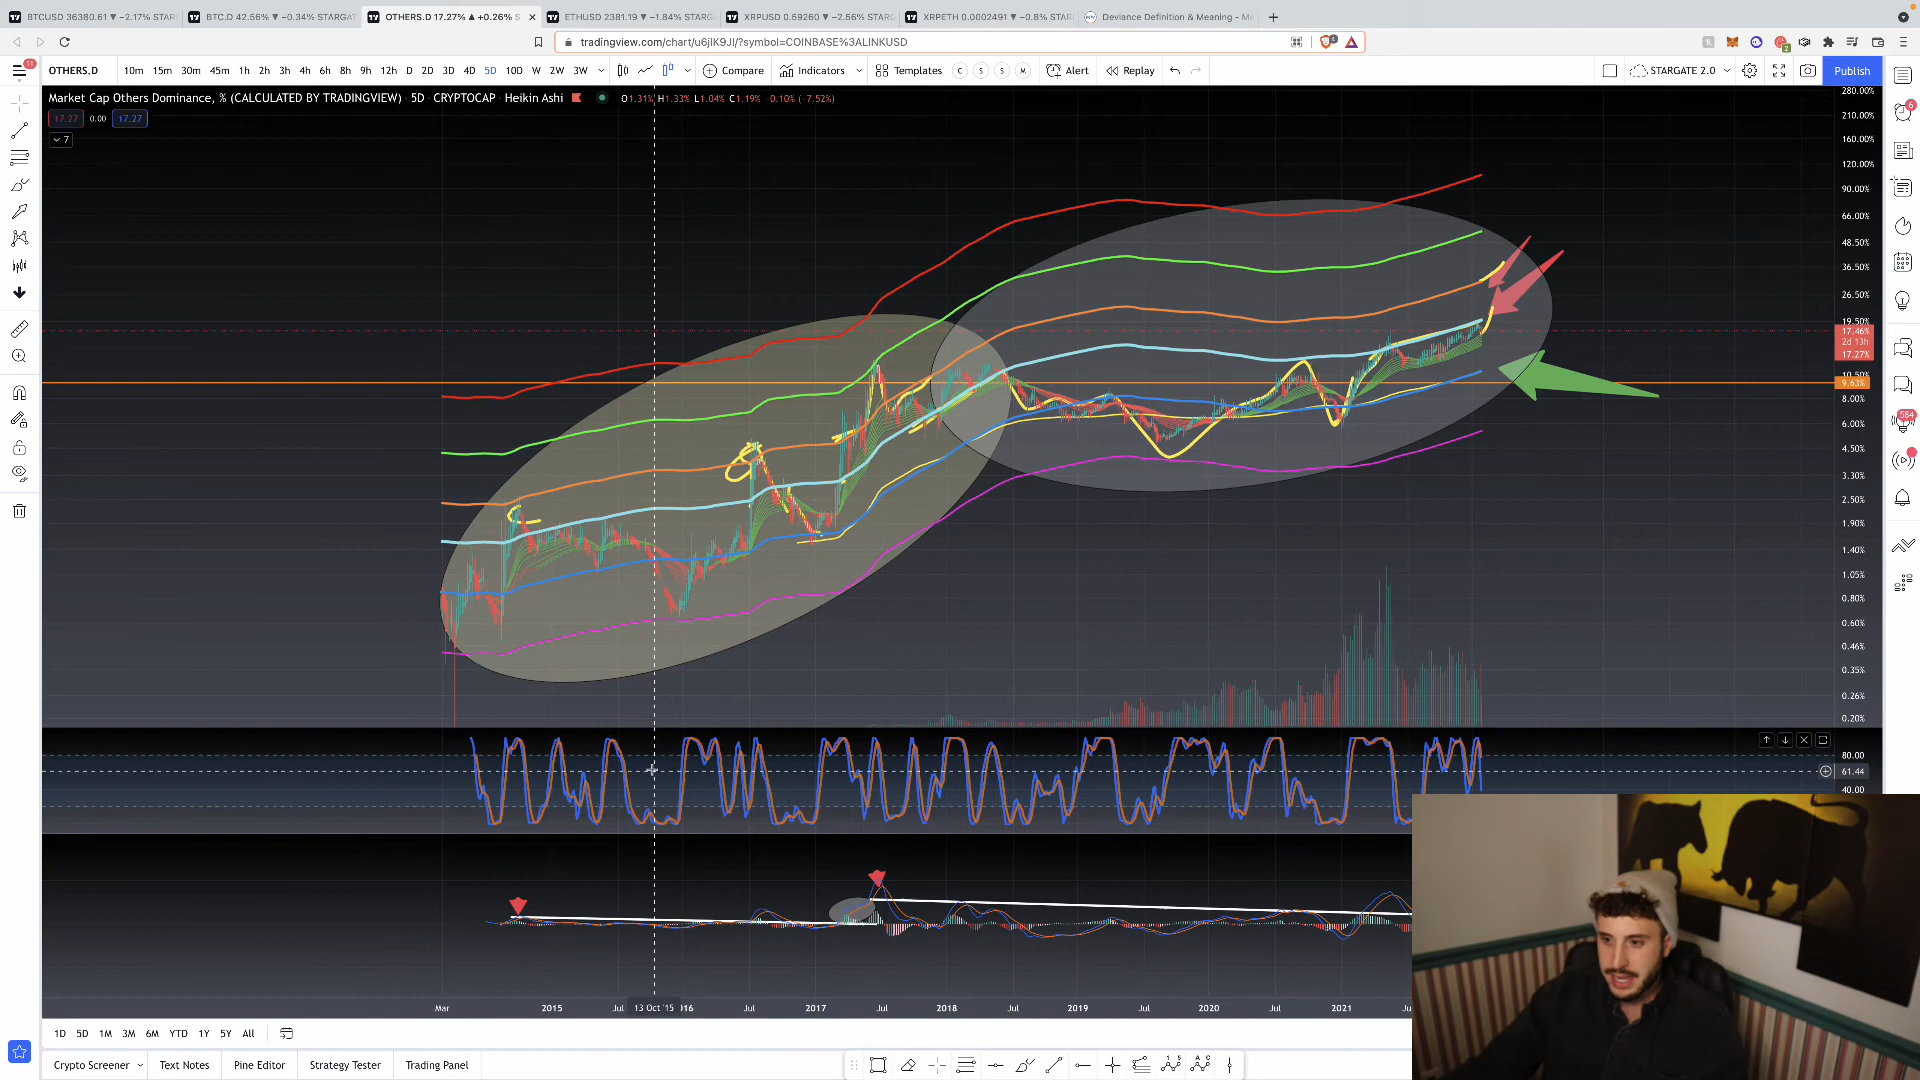 BTCUSD 36380.61 ▼ −2.17% STARG
BTC.D 42.56% ▼ −0.34% STARGAT
OTHERS.D 17.27% ▲ +0.26% S
ETHUSD 2381.19 ▼ −1.84% STARG
XRPUSD 0.59260 ▼ −2.56% STARG
XRPETH 0.0002491 ▼ −0.8% STARG
Deviance Definition & Meaning - Me
tradingview.com/chart/u6jIK9JI/?symbol=COINBASE%3ALINKUSD
11
OTHERS.D
10m 15m 30m 45m 1h 2h 3h 4h 6h 8h 9h 12h D 2D 3D 4D 5D 10D W 2W 3W
Compare
Indicators
Templates
C S S M
Alert
Replay
STARGATE 2.0
Publish
Market Cap Others Dominance, % (CALCULATED BY TRADINGVIEW) · 5D · CRYPTOCAP · Heikin Ashi
O1.31% H1.33% L1.04% C1.19% −0.10% (−7.52%)
17.27 0.00 17.27
7
280.00%
210.00%
160.00%
120.00%
90.00%
66.00%
48.50%
36.50%
26.50%
19.50%
17.46%
2d 13h
17.27%
10.50%
9.63%
8.00%
6.00%
4.50%
3.30%
2.50%
1.90%
1.40%
1.05%
0.80%
0.60%
0.46%
0.35%
0.26%
0.20%
80.00
61.44
40.00
6
584
Mar 2015 Jul 13 Oct '15 016 Jul 2017 Jul 2018 Jul 2019 Jul 2020 Jul 2021
1D 5D 1M 3M 6M YTD 1Y 5Y All
Crypto Screener
Text Notes
Pine Editor
Strategy Tester
Trading Panel